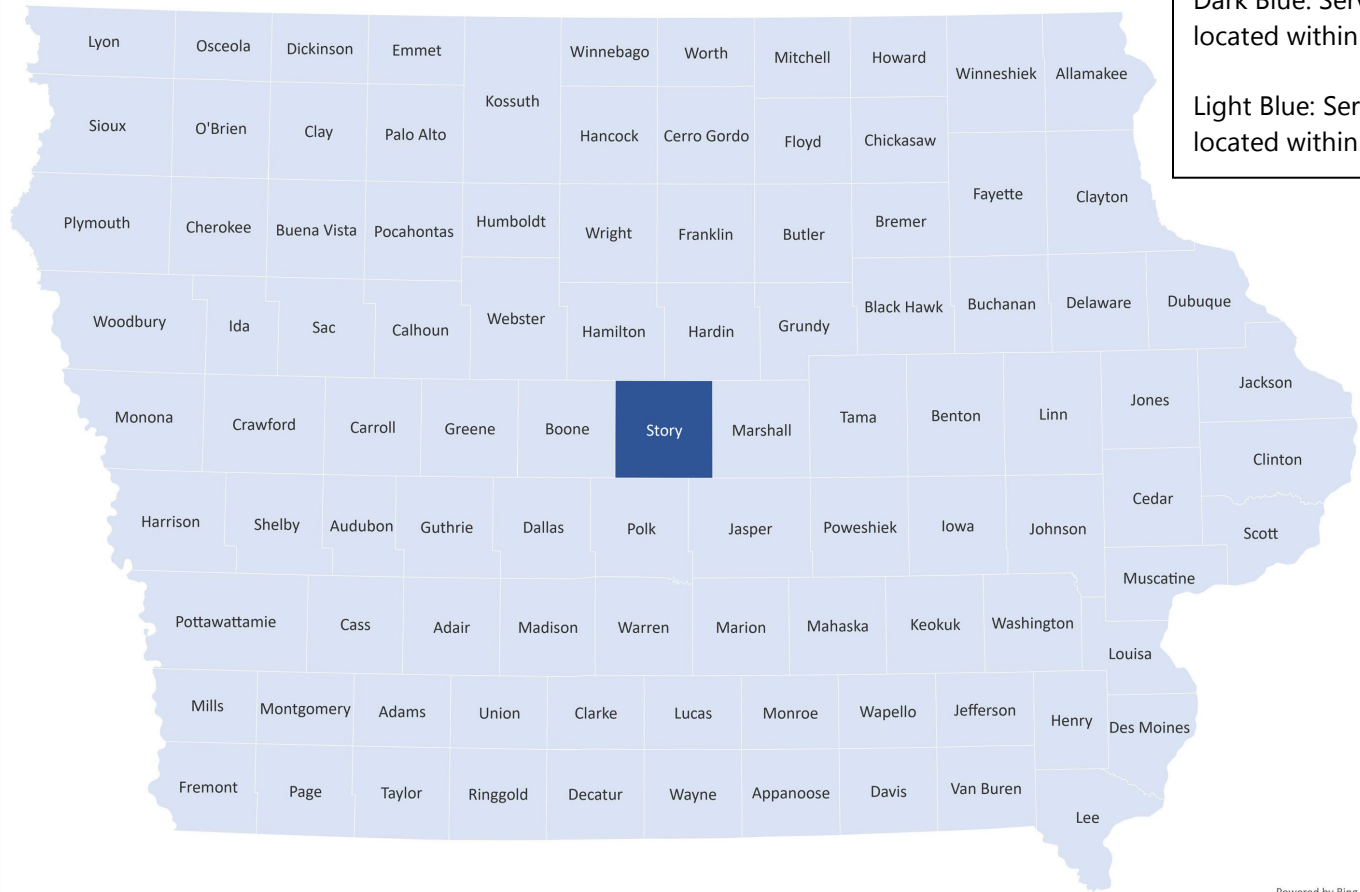 Dark Blue: Serv
located within
Light Blue: Ser
located within
Lyon
Osceola
Dickinson
Emmet
Kossuth
Winnebago
Worth
Mitchell
Howard
Winneshiek
Allamakee
Sioux
O'Brien
Clay
Palo Alto
Hancock
Cerro Gordo
Floyd
Chickasaw
Fayette
Clayton
Plymouth
Cherokee
Buena Vista
Pocahontas
Humboldt
Wright
Franklin
Butler
Bremer
Woodbury
Ida
Sac
Calhoun
Webster
Hamilton
Hardin
Grundy
Black Hawk
Buchanan
Delaware
Dubuque
Monona
Crawford
Carroll
Greene
Boone
Story
Marshall
Tama
Benton
Linn
Jones
Jackson
Clinton
Cedar
Harrison
Shelby
Audubon
Guthrie
Dallas
Polk
Jasper
Poweshiek
Iowa
Johnson
Scott
Muscatine
Pottawattamie
Cass
Adair
Madison
Warren
Marion
Mahaska
Keokuk
Washington
Louisa
Mills
Montgomery
Adams
Union
Clarke
Lucas
Monroe
Wapello
Jefferson
Henry
Des Moines
Fremont
Page
Taylor
Ringgold
Decatur
Wayne
Appanoose
Davis
Van Buren
Lee
Powered by Bing